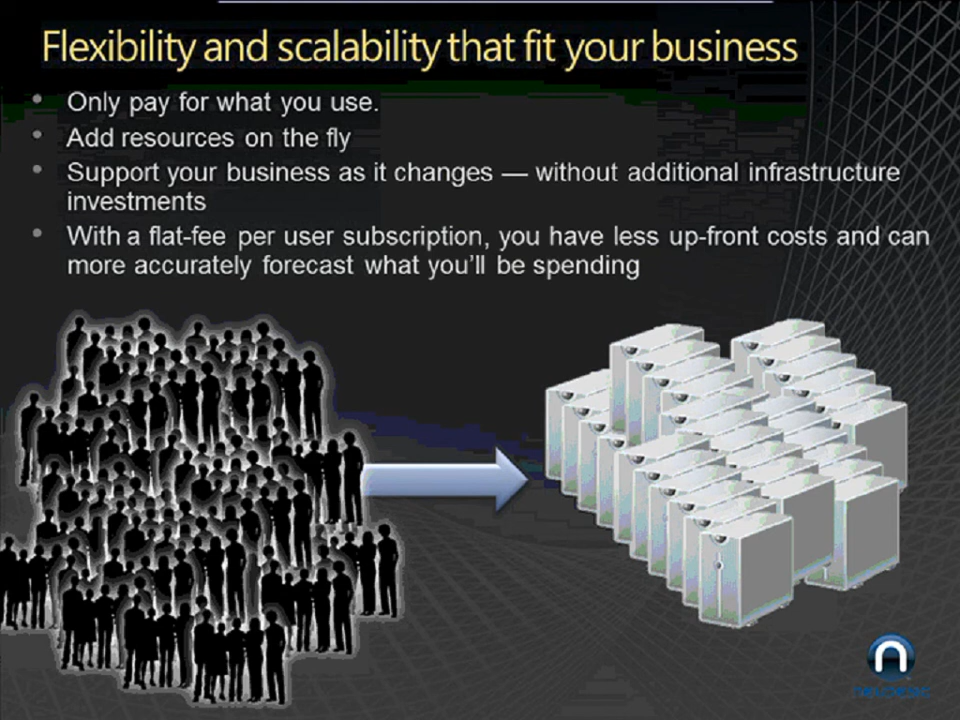 Flexibility and scalability that fit your business
• Only pay for what you use.
• Add resources on the fly
• Support your business as it changes — without additional infrastructure
investments
• With a flat-fee per user subscription, you have less up-front costs and can
more accurately forecast what you'll be spending
n